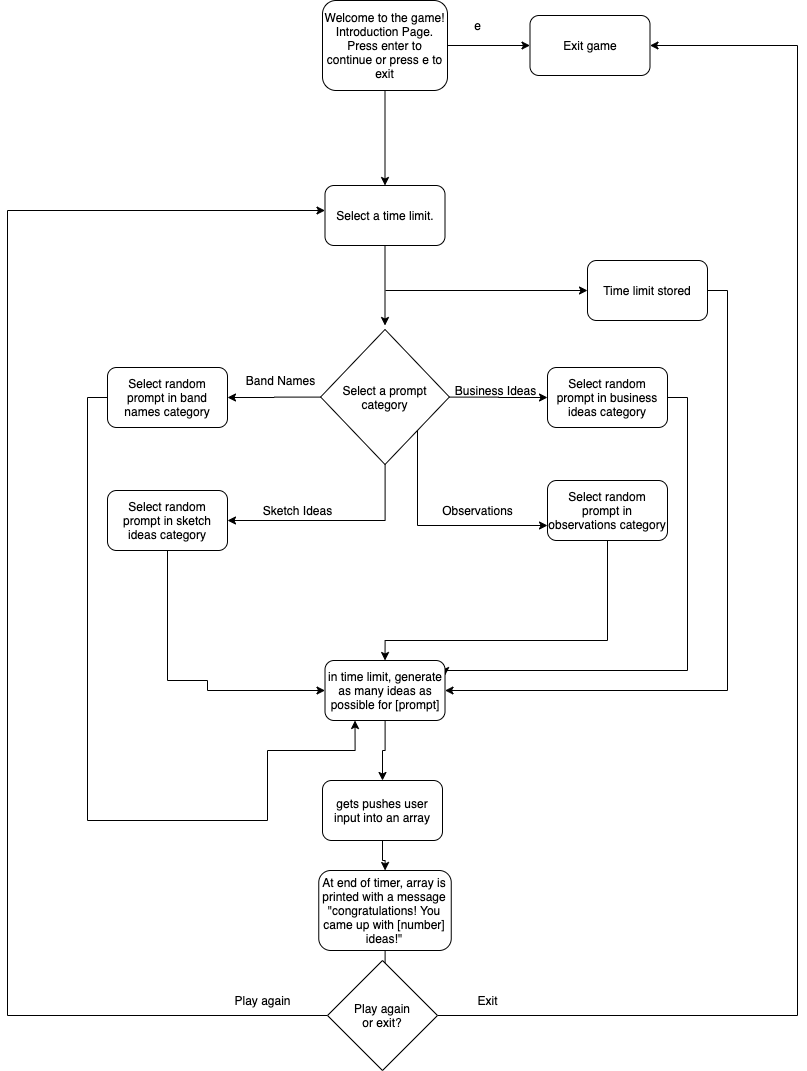 Welcome to the game!
Introduction Page.
Press enter to
continue or press e to
exit
e
Exit game
Select a time limit.
Time limit stored
Select a prompt
category
Band Names
Select random
prompt in band
names category
Business Ideas
Select random
prompt in business
ideas category
Sketch Ideas
Select random
prompt in sketch
ideas category
Observations
Select random
prompt in
observations category
in time limit, generate
as many ideas as
possible for [prompt]
gets pushes user
input into an array
At end of timer, array is
printed with a message
"congratulations! You
came up with [number]
ideas!"
Play again
or exit?
Play again
Exit